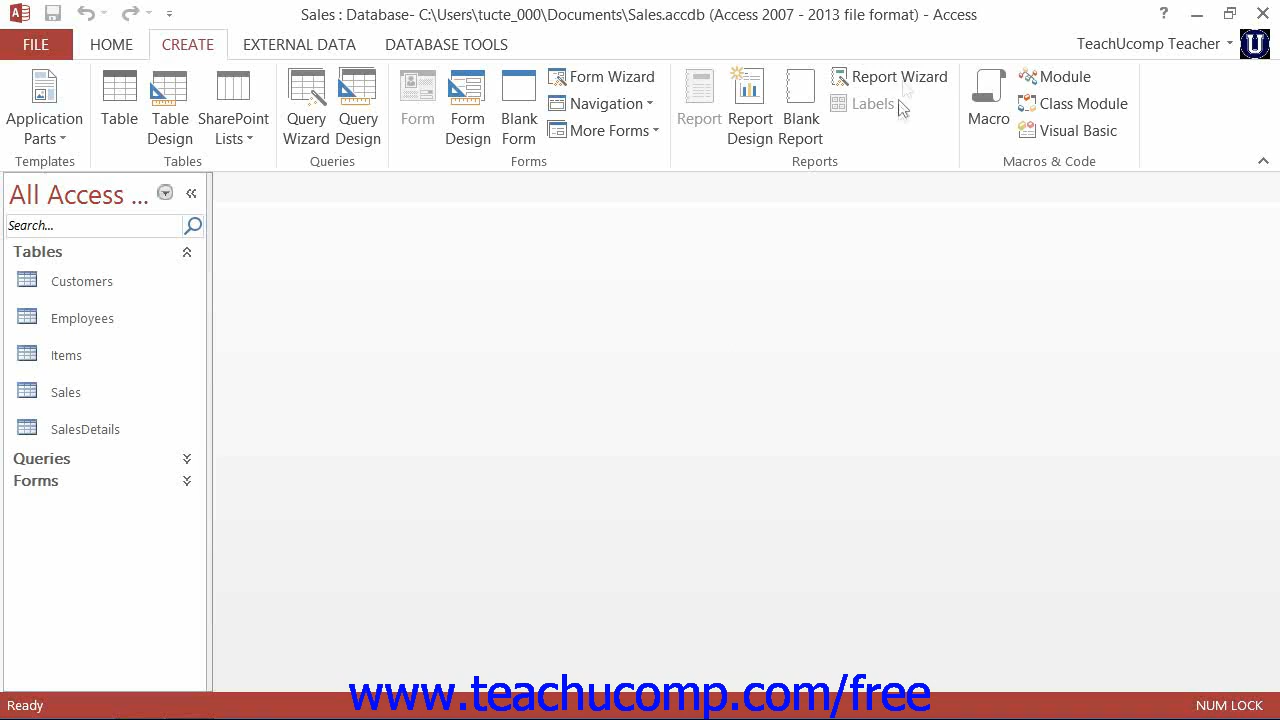 Sales : Database- C:\Users\tucte_000\Documents\Sales.accdb (Access 2007 - 2013 file format) - Access
FILE HOME CREATE EXTERNAL DATA DATABASE TOOLS TeachUcomp Teacher U
Application Parts
Templates
Table
Table Design
SharePoint Lists
Tables
Query Wizard
Query Design
Queries
Form
Form Design
Blank Form
Form Wizard
Navigation
More Forms
Forms
Report
Report Design
Blank Report
Report Wizard
Labels
Reports
Macro
Module
Class Module
Visual Basic
Macros & Code
All Access ...
Search...
Tables
Customers
Employees
Items
Sales
SalesDetails
Queries
Forms
www.teachucomp.com/free
Ready NUM LOCK